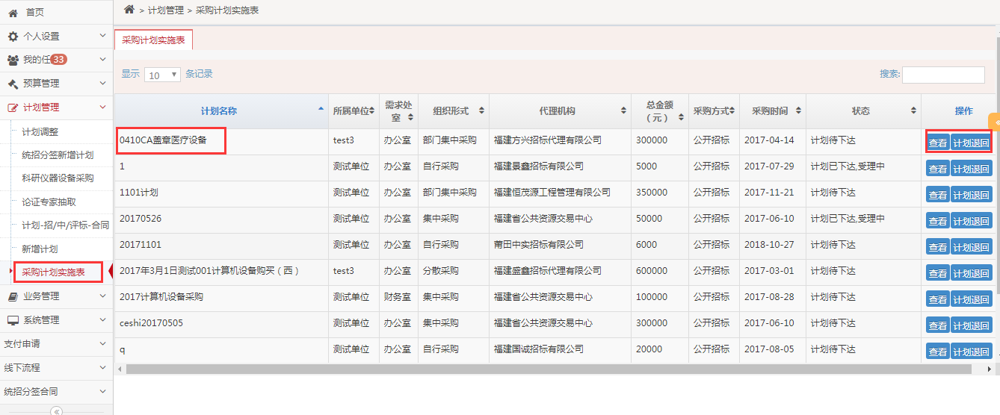 首页
个人设置
我的任 33
预算管理
计划管理
计划调整
统招分签新增计划
科研仪器设备采购
论证专家抽取
计划-招/中/评标-合同
新增计划
采购计划实施表
业务管理
系统管理
支付申请
线下流程
统招分签合同
> 计划管理 > 采购计划实施表
采购计划实施表
显示 10 条记录 搜索:
计划名称 所属单位 需求处室 组织形式 代理机构 总金额（元） 采购方式 采购时间 状态 操作
0410CA盖章医疗设备 test3 办公室 部门集中采购 福建方兴招标代理有限公司 300000 公开招标 2017-04-14 计划待下达 查看 计划退回
1 测试单位 办公室 自行采购 福建景鑫招标有限公司 5000 公开招标 2017-07-29 计划已下达,受理中 查看 计划退回
1101计划 测试单位 办公室 部门集中采购 福建恒茂源工程管理有限公司 350000 公开招标 2017-11-21 计划待下达 查看 计划退回
20170526 测试单位 办公室 集中采购 福建省公共资源交易中心 50000 公开招标 2017-06-10 计划已下达,受理中 查看 计划退回
20171101 测试单位 办公室 自行采购 莆田中实招标有限公司 6000 公开招标 2018-10-27 计划待下达 查看 计划退回
2017年3月1日测试001计算机设备购买（西） test3 办公室 分散采购 福建盛鑫招标代理有限公司 600000 公开招标 2017-03-01 计划待下达 查看 计划退回
2017计算机设备采购 测试单位 财务室 集中采购 福建省公共资源交易中心 100000 公开招标 2017-08-28 计划待下达 查看 计划退回
ceshi20170505 测试单位 办公室 集中采购 福建省公共资源交易中心 300000 公开招标 2017-06-10 计划待下达 查看 计划退回
q 测试单位 办公室 自行采购 福建国诚招标有限公司 20000 公开招标 2017-08-05 计划待下达 查看 计划退回